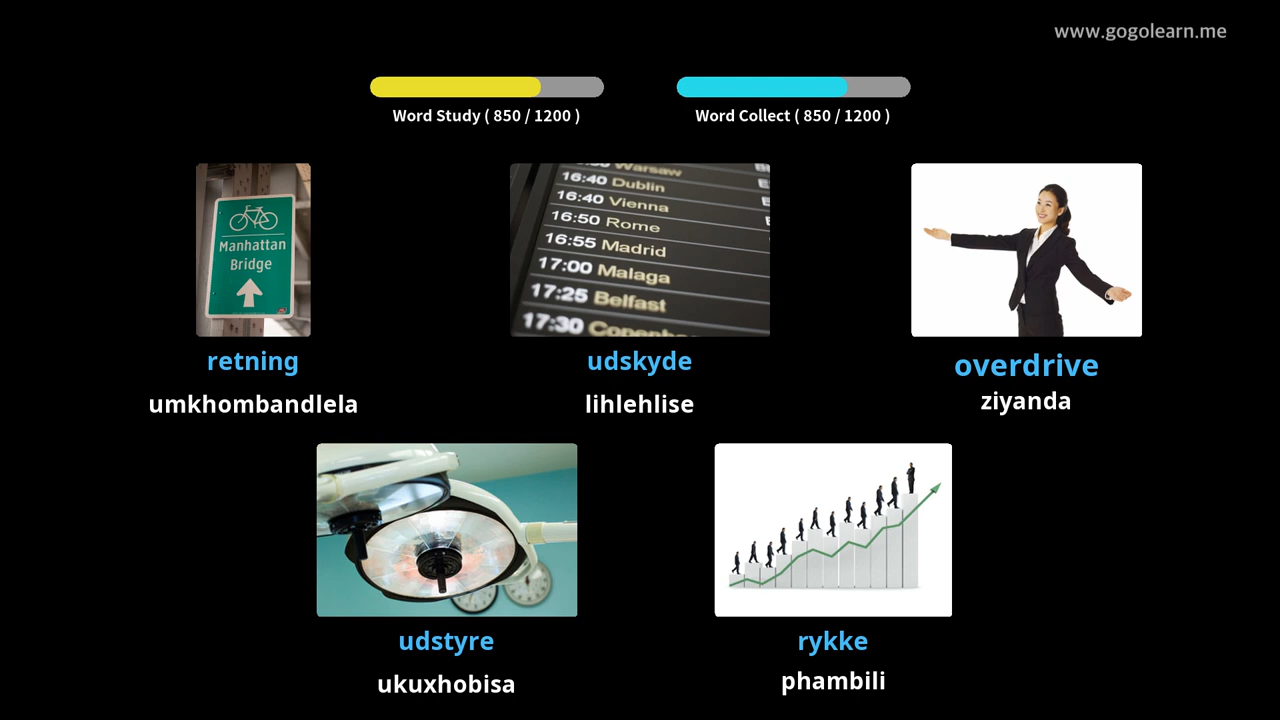 www.gogolearn.me
Word Study ( 850 / 1200 )
Word Collect ( 850 / 1200 )
Manhattan
Bridge
Warsaw
16:40 Dublin
16:40 Vienna
16:50 Rome
16:55 Madrid
17:00 Malaga
17:25 Belfast
17:30
retning
udskyde
overdrive
umkhombandlela
lihlehlise
ziyanda
udstyre
rykke
ukuxhobisa
phambili